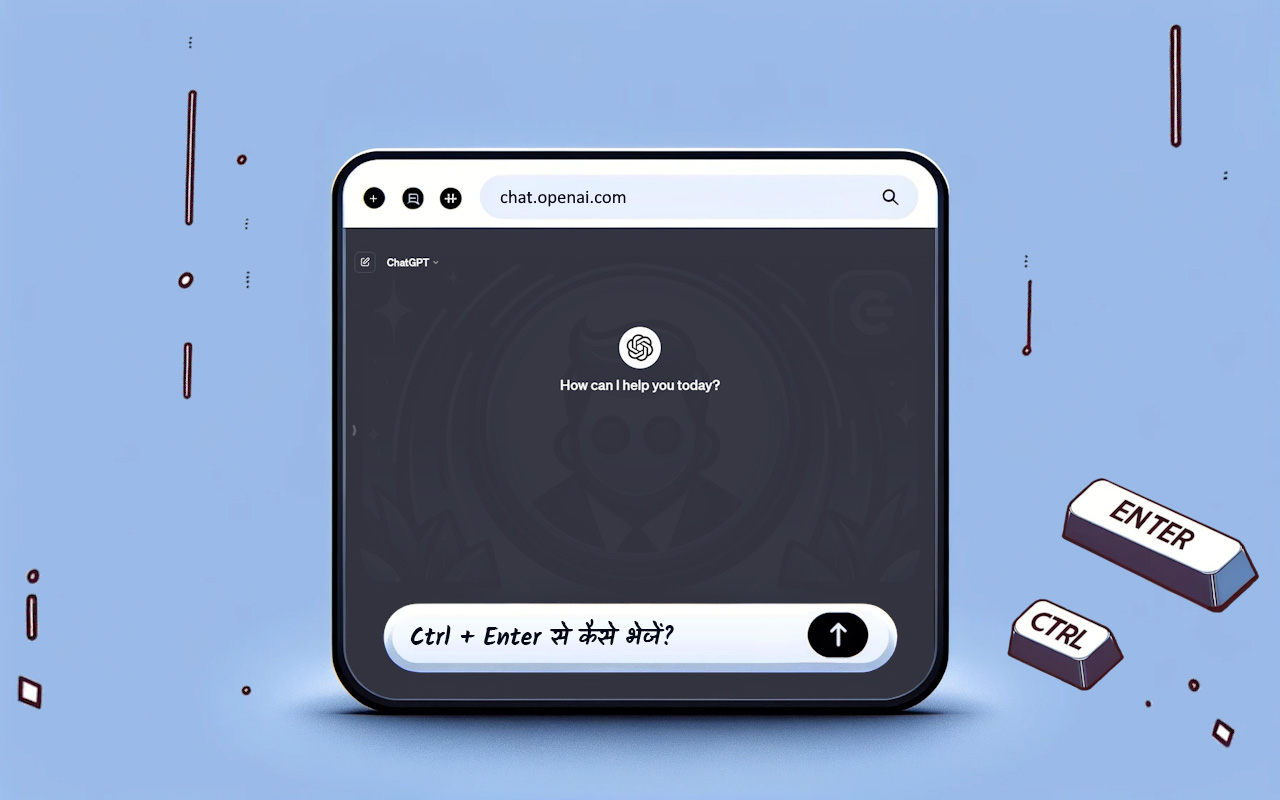 chat.openai.com
ChatGPT
How can I help you today?
Ctrl + Enter से कैसे भेजें?
ENTER
CTRL